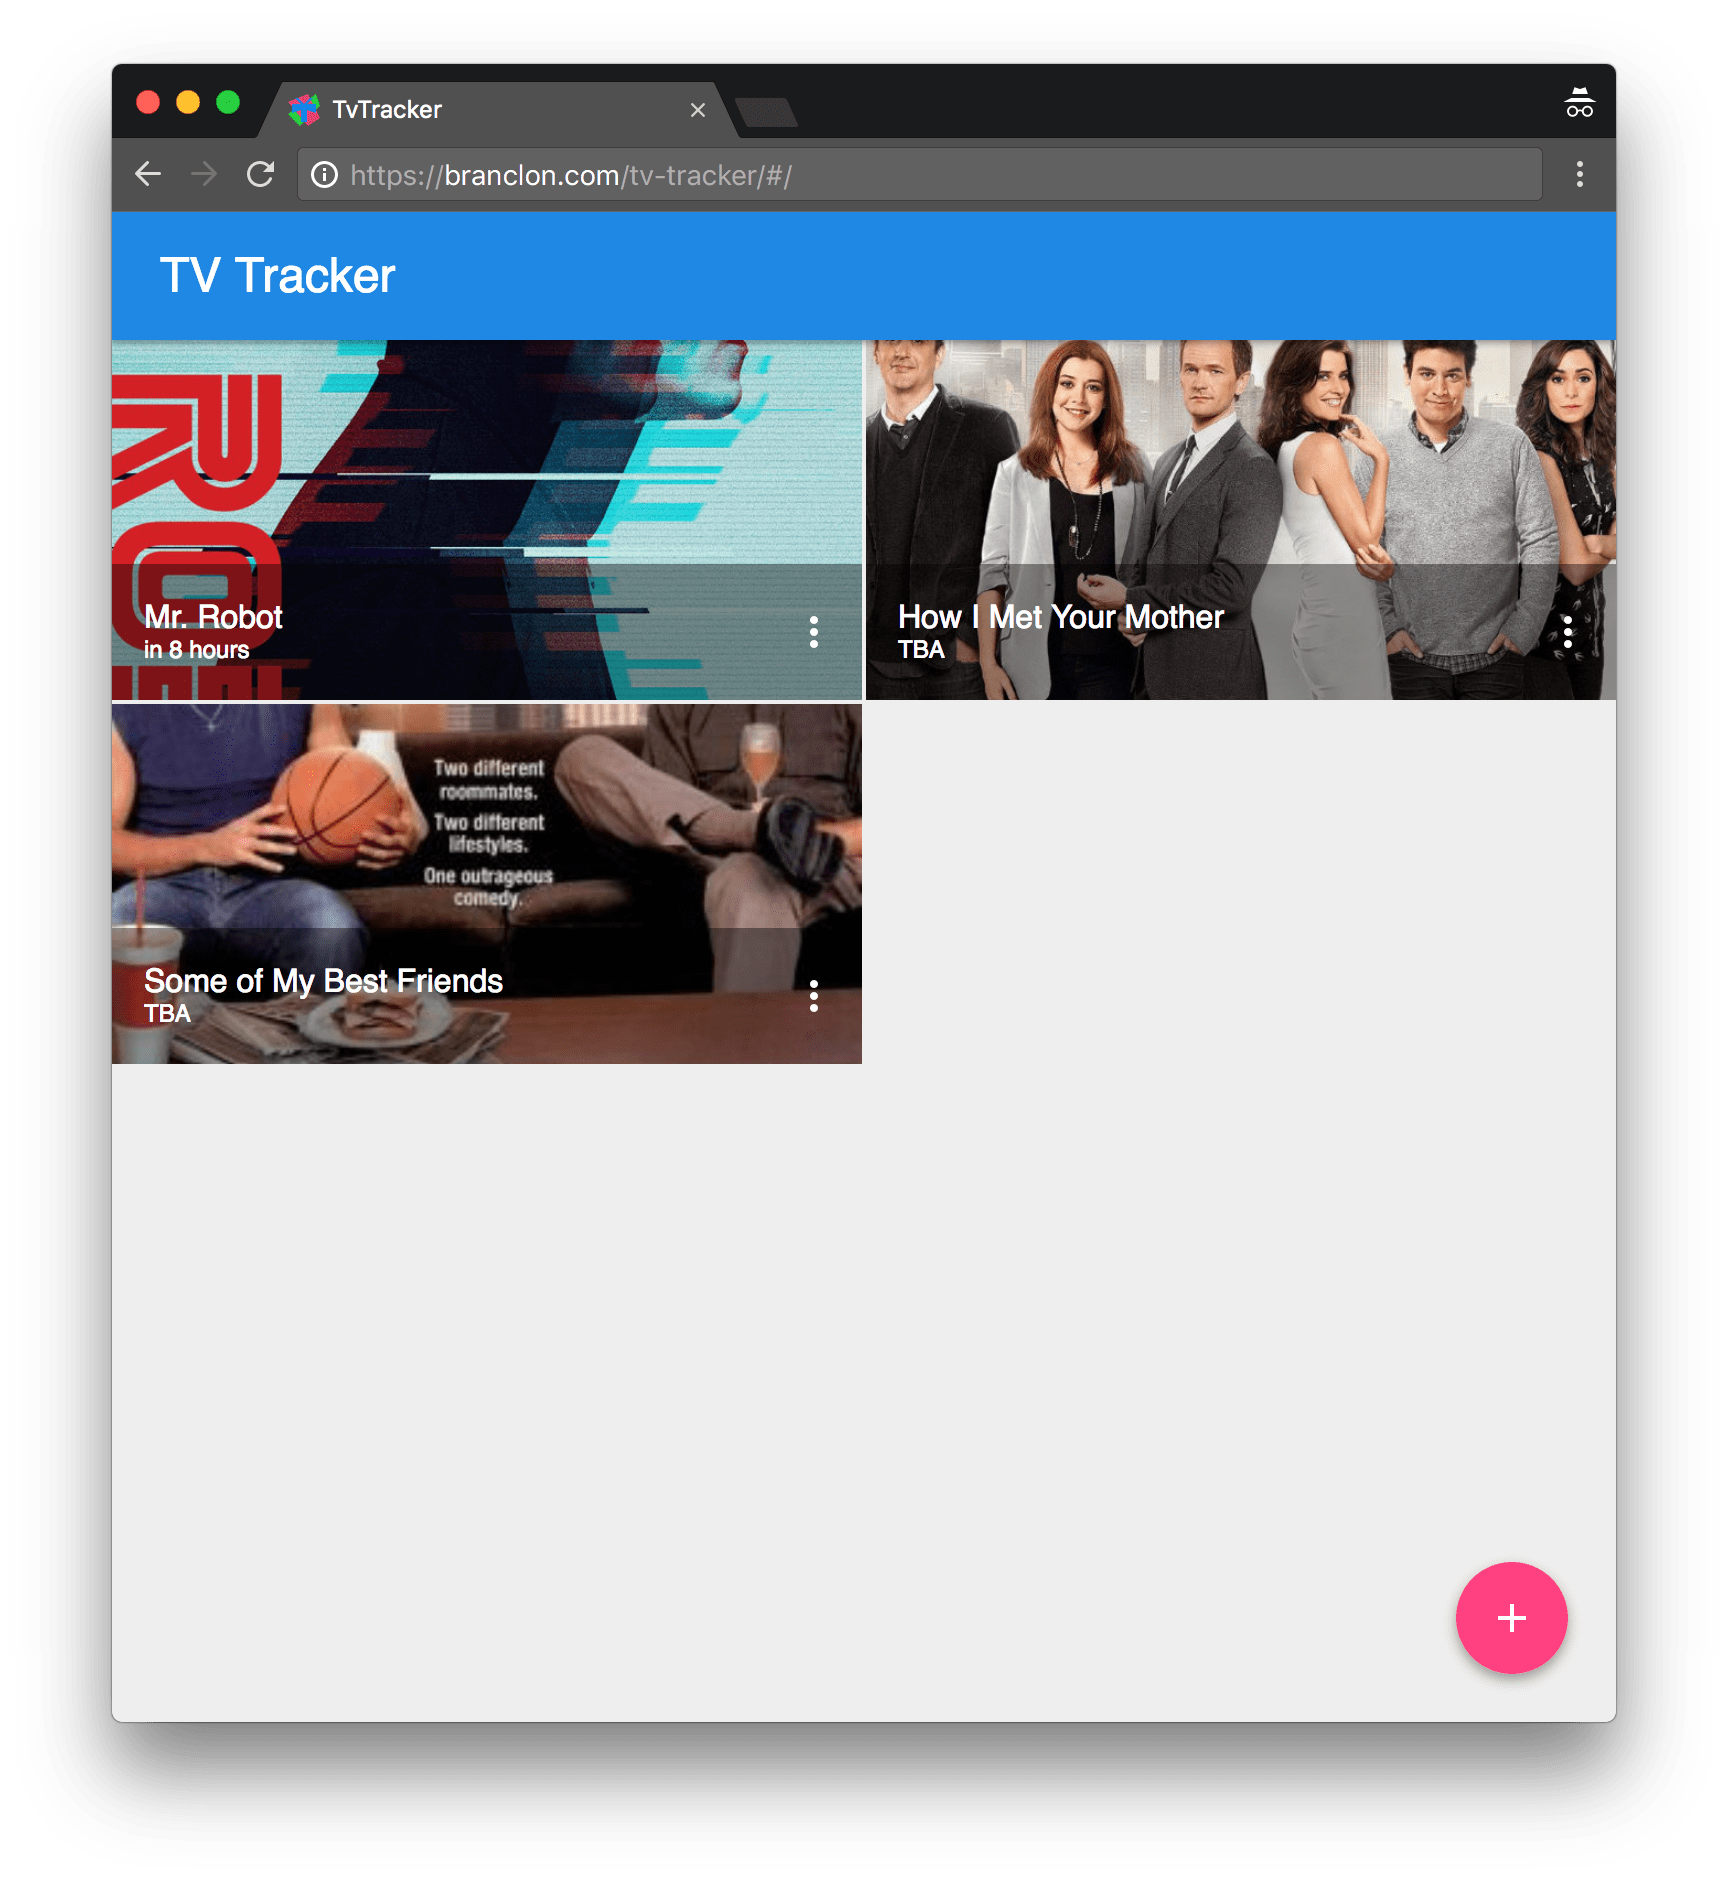 TvTracker
https://branclon.com/tv-tracker/#/
TV Tracker
RO
Mr. Robot
in 8 hours
How I Met Your Mother
TBA
Two different
roommates.
Two different
lifestyles.
One outrageous
comedy.
Some of My Best Friends
TBA